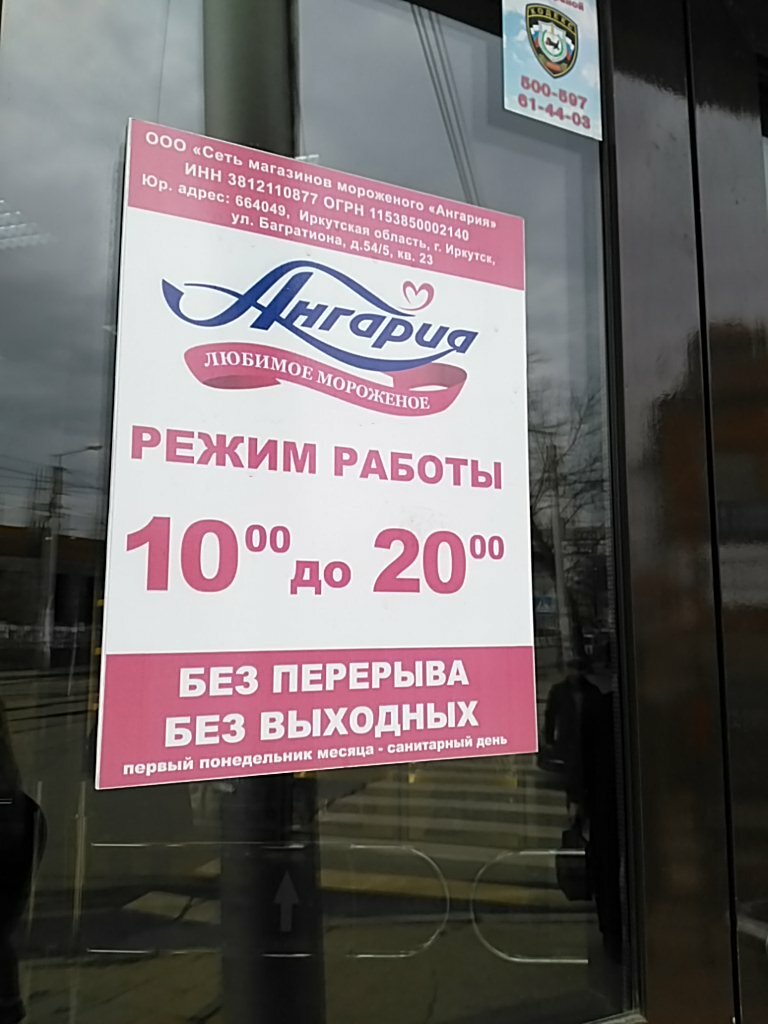 КОДЕКС
500-597
61-44-03
ООО «Сеть магазинов мороженого «Ангария»
ИНН 3812110877 ОГРН 1153850002140
Юр. адрес: 664049, Иркутская область, г. Иркутск,
ул. Багратиона, д.54/5, кв. 23
Ангария
ЛЮБИМОЕ МОРОЖЕНОЕ
РЕЖИМ РАБОТЫ
10⁰⁰ до 20⁰⁰
БЕЗ ПЕРЕРЫВА
БЕЗ ВЫХОДНЫХ
первый понедельник месяца - санитарный день